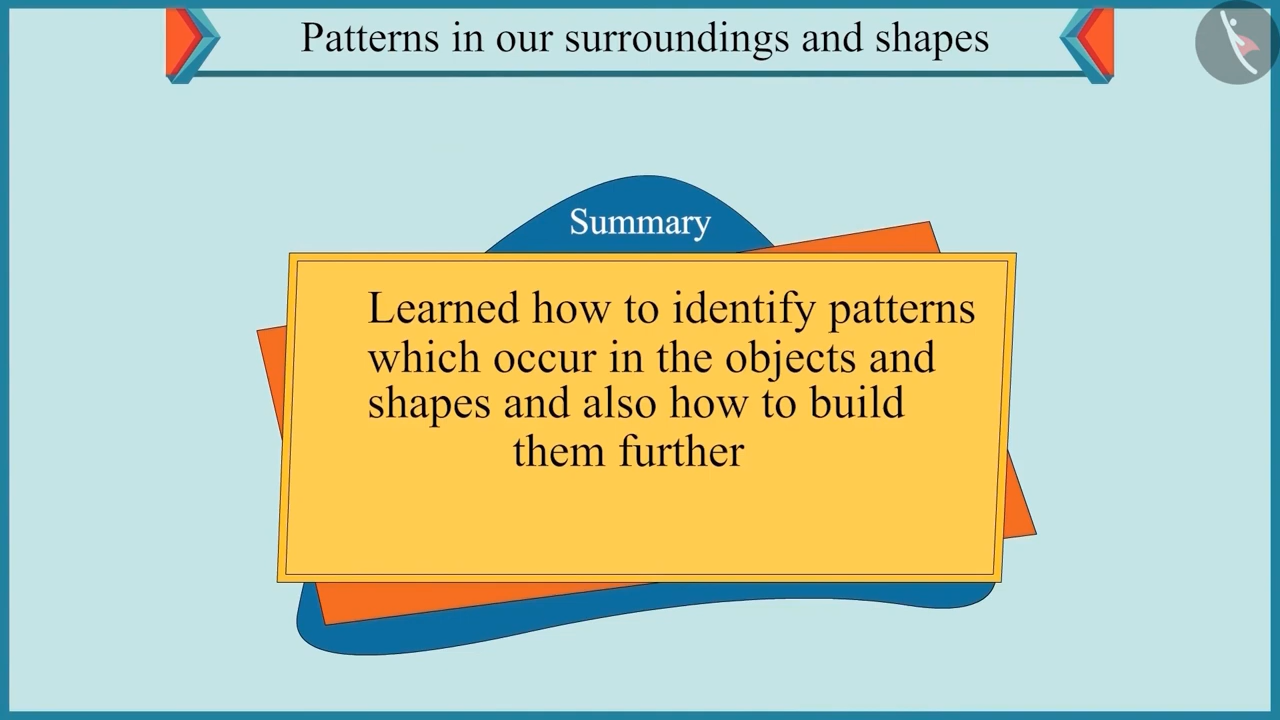 Patterns in our surroundings and shapes
Summary
Learned how to identify patterns
which occur in the objects and
shapes and also how to build
them further